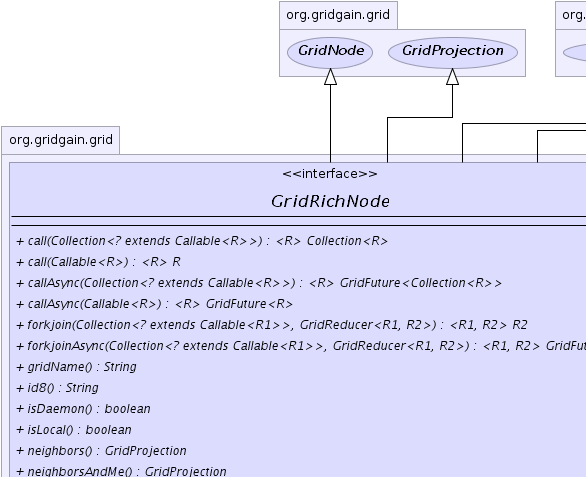 org.gridgain.grid
org.
GridNode
GridProjection
org.gridgain.grid
<<interface>>
GridRichNode
+ call(Collection<? extends Callable<R>>) : <R> Collection<R>
+ call(Callable<R>) : <R> R
+ callAsync(Collection<? extends Callable<R>>) : <R> GridFuture<Collection<R>>
+ callAsync(Callable<R>) : <R> GridFuture<R>
+ forkjoin(Collection<? extends Callable<R1>>, GridReducer<R1, R2>) : <R1, R2> R2
+ forkjoinAsync(Collection<? extends Callable<R1>>, GridReducer<R1, R2>) : <R1, R2> GridFut
+ gridName() : String
+ id8() : String
+ isDaemon() : boolean
+ isLocal() : boolean
+ neighbors() : GridProjection
+ neighborsAndMe() : GridProjection